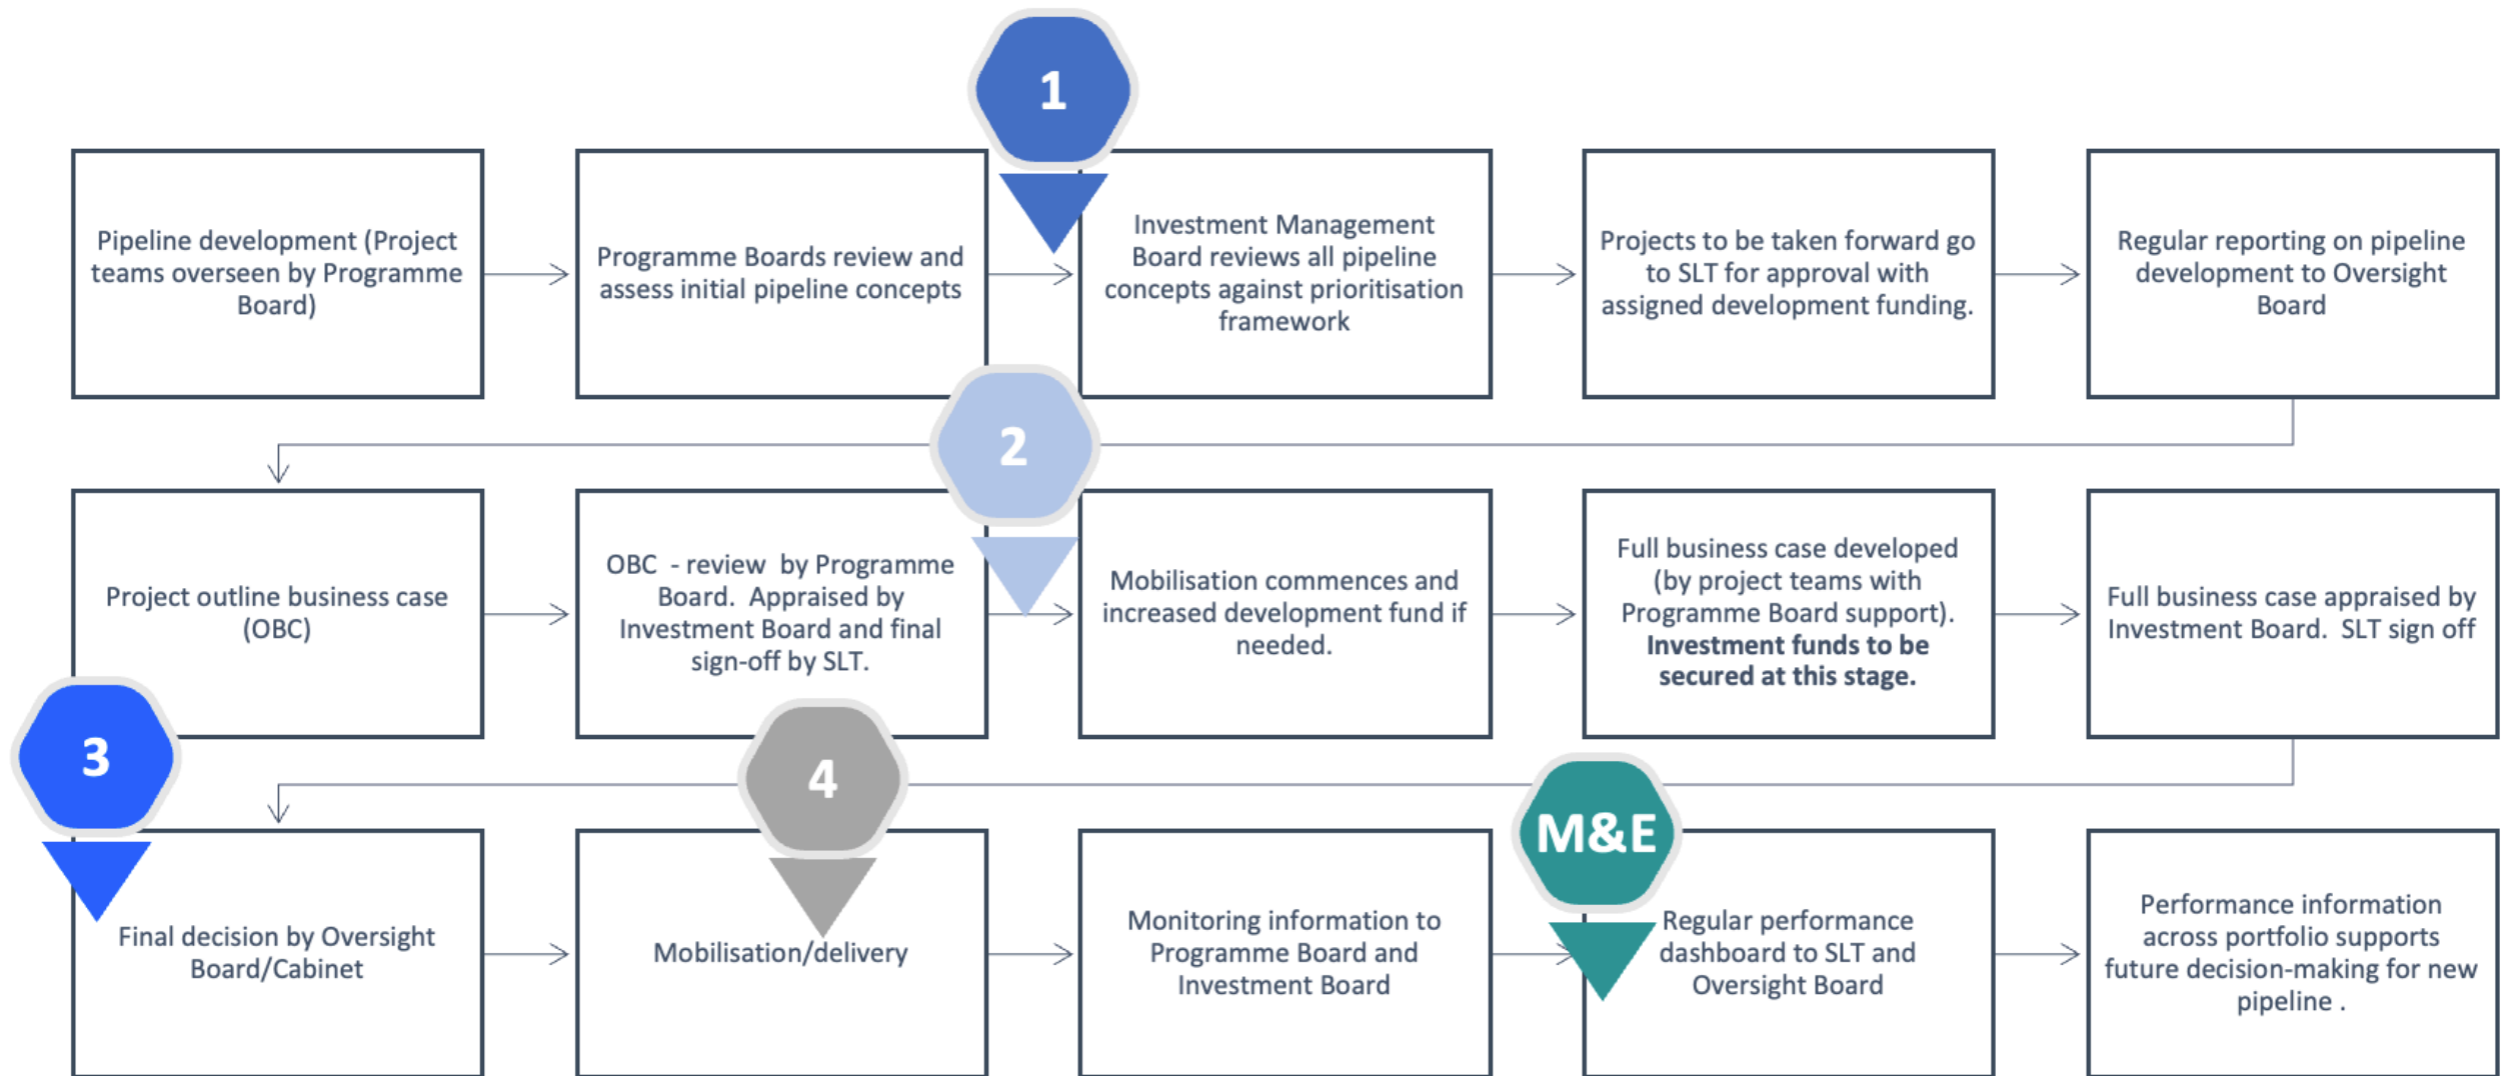 1
Pipeline development (Project
teams overseen by Programme
Board)
Programme Boards review and
assess initial pipeline concepts
Investment Management
Board reviews all pipeline
concepts against prioritisation
framework
Projects to be taken forward go
to SLT for approval with
assigned development funding.
Regular reporting on pipeline
development to Oversight
Board
2
Project outline business case
(OBC)
OBC - review by Programme
Board. Appraised by
Investment Board and final
sign-off by SLT.
Mobilisation commences and
increased development fund if
needed.
Full business case developed
(by project teams with
Programme Board support).
Investment funds to be
secured at this stage.
Full business case appraised by
Investment Board. SLT sign off
3
Final decision by Oversight
Board/Cabinet
4
Mobilisation/delivery
Monitoring information to
Programme Board and
Investment Board
M&E
Regular performance
dashboard to SLT and
Oversight Board
Performance information
across portfolio supports
future decision-making for new
pipeline .